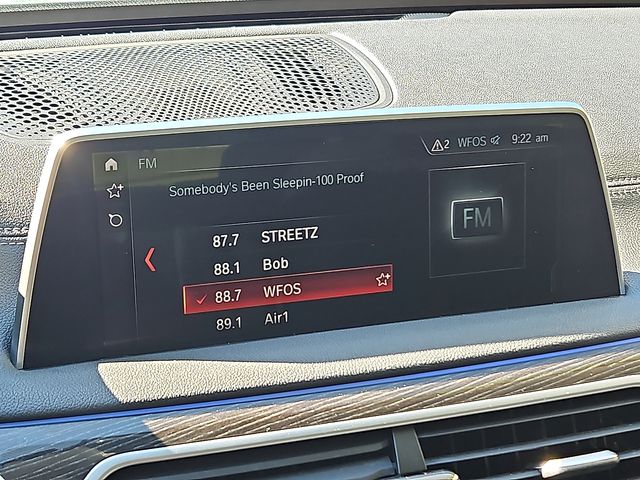 FM
2 WFOS 9:22 am
Somebody's Been Sleepin-100 Proof
FM
87.7 STREETZ
88.1 Bob
88.7 WFOS
89.1 Air1